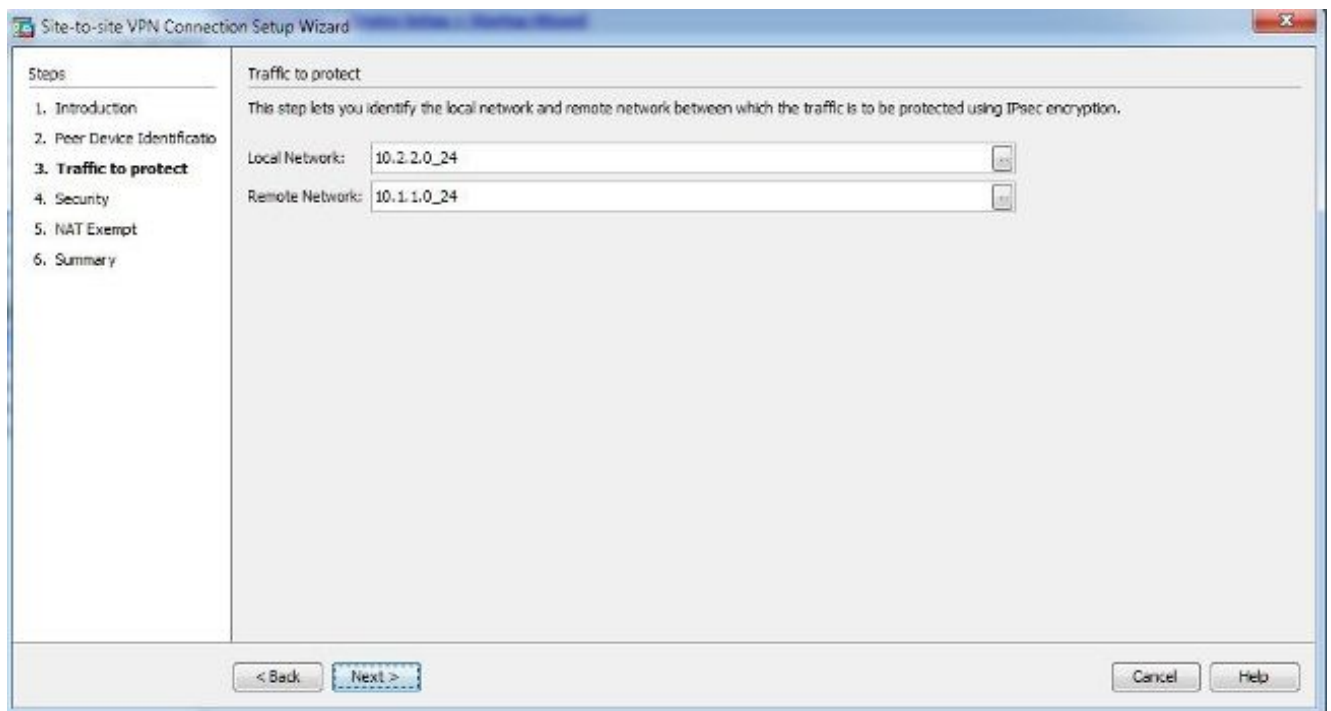 Site-to-site VPN Connection Setup Wizard
Steps
1. Introduction
2. Peer Device Identificatio
3. Traffic to protect
4. Security
5. NAT Exempt
6. Summary
Traffic to protect
This step lets you identify the local network and remote network between which the traffic is to be protected using IPsec encryption.
Local Network: 10.2.2.0_24
Remote Network: 10.1.1.0_24
< Back Next > Cancel Help